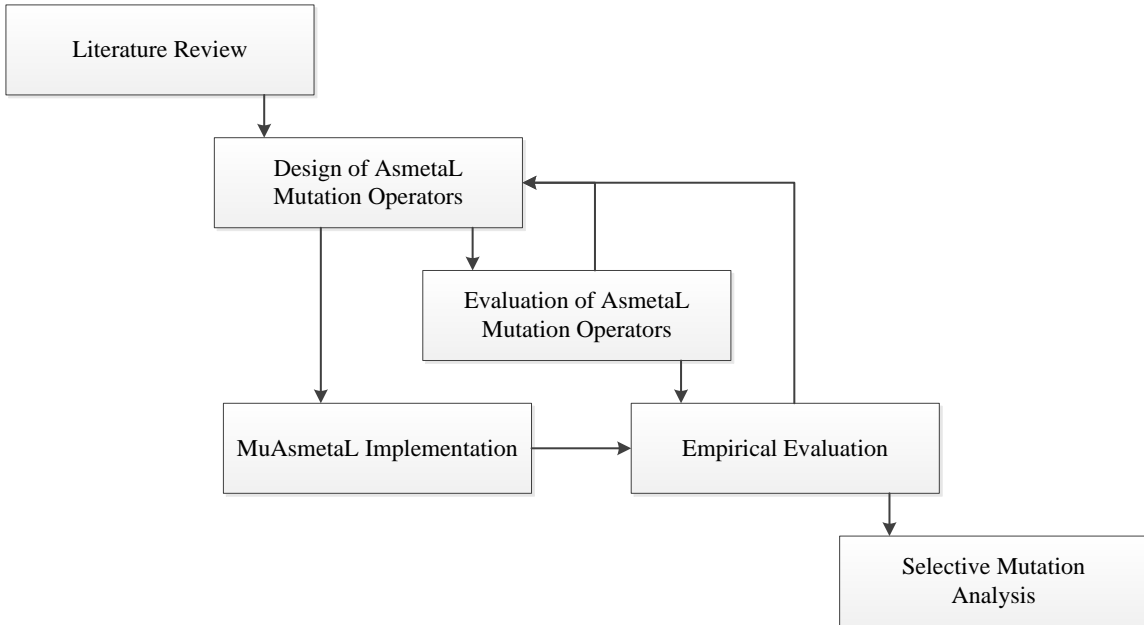 Literature Review
Design of AsmetaL
Mutation Operators
Evaluation of AsmetaL
Mutation Operators
MuAsmetaL Implementation
Empirical Evaluation
Selective Mutation
Analysis